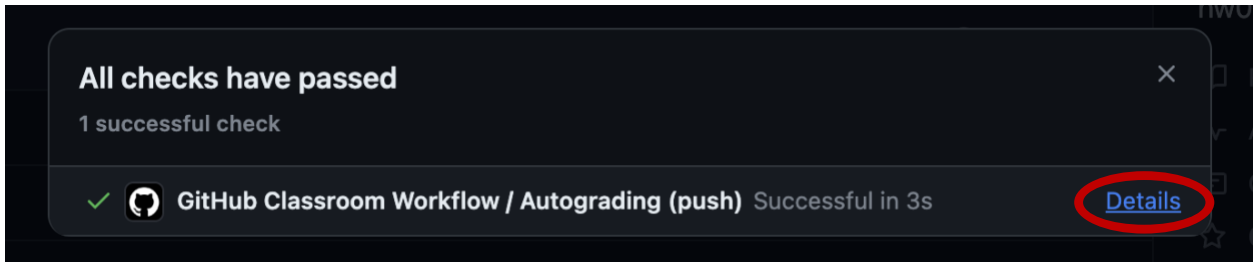 All checks have passed
1 successful check
GitHub Classroom Workflow / Autograding (push) Successful in 3s Details